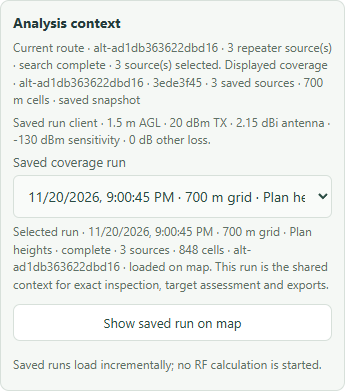 Analysis context
Current route · alt-ad1db363622dbd16 · 3 repeater source(s)
· search complete · 3 source(s) selected. Displayed coverage
· alt-ad1db363622dbd16 · 3ede3f45 · 3 saved sources · 700
m cells · saved snapshot
Saved run client · 1.5 m AGL · 20 dBm TX · 2.15 dBi antenna ·
-130 dBm sensitivity · 0 dB other loss.
Saved coverage run
11/20/2026, 9:00:45 PM · 700 m grid · Plan he
Selected run · 11/20/2026, 9:00:45 PM · 700 m grid · Plan
heights · complete · 3 sources · 848 cells · alt-
ad1db363622dbd16 · loaded on map. This run is the shared
context for exact inspection, target assessment and exports.
Show saved run on map
Saved runs load incrementally; no RF calculation is started.